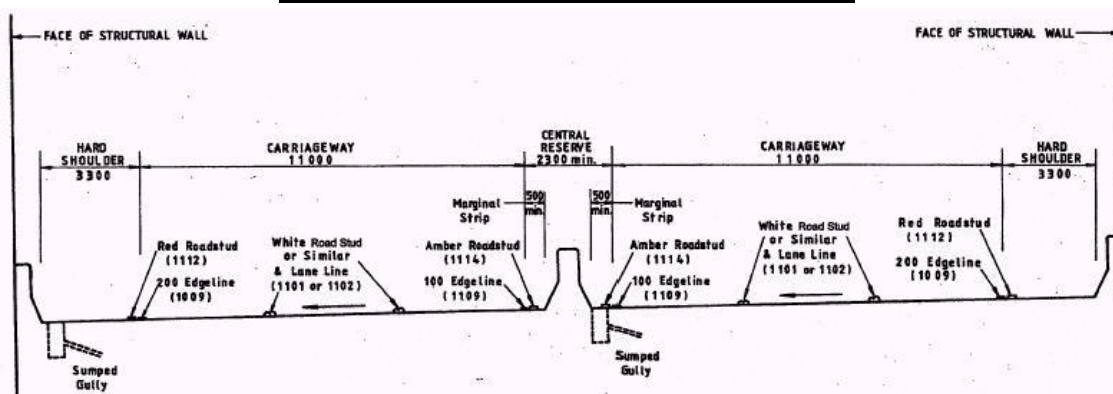 FACE OF STRUCTURAL WALL
FACE OF STRUCTURAL WALL
HARD
SHOULDER
3300
CARRIAGEWAY
11000
CENTRAL
RESERVE
2300 min.
CARRIAGEWAY
11000
HARD
SHOULDER
3300
500
min.
Marginal
Strip
500
min.
Marginal
Strip
Red Roadstud
(1112)
200 Edgeline
(1009)
White Road Stud
or Similar
& Lane Line
(1101 or 1102)
Amber Roadstud
(1114)
100 Edgeline
(1109)
Amber Roadstud
(1114)
100 Edgeline
(1109)
White Road Stud
or Similar
& Lane Line
(1101 or 1102)
Red Roadstud
(1112)
200 Edgeline
(1009)
Sumped
Gully
Sumped
Gully